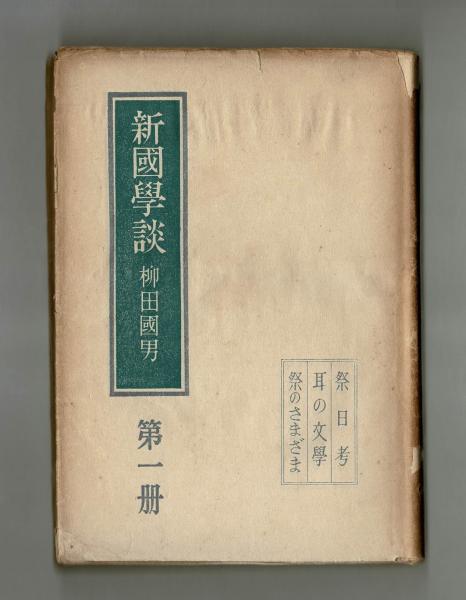 新國學談
柳田國男
第一册
祭日考
耳の文學
祭のさまざま